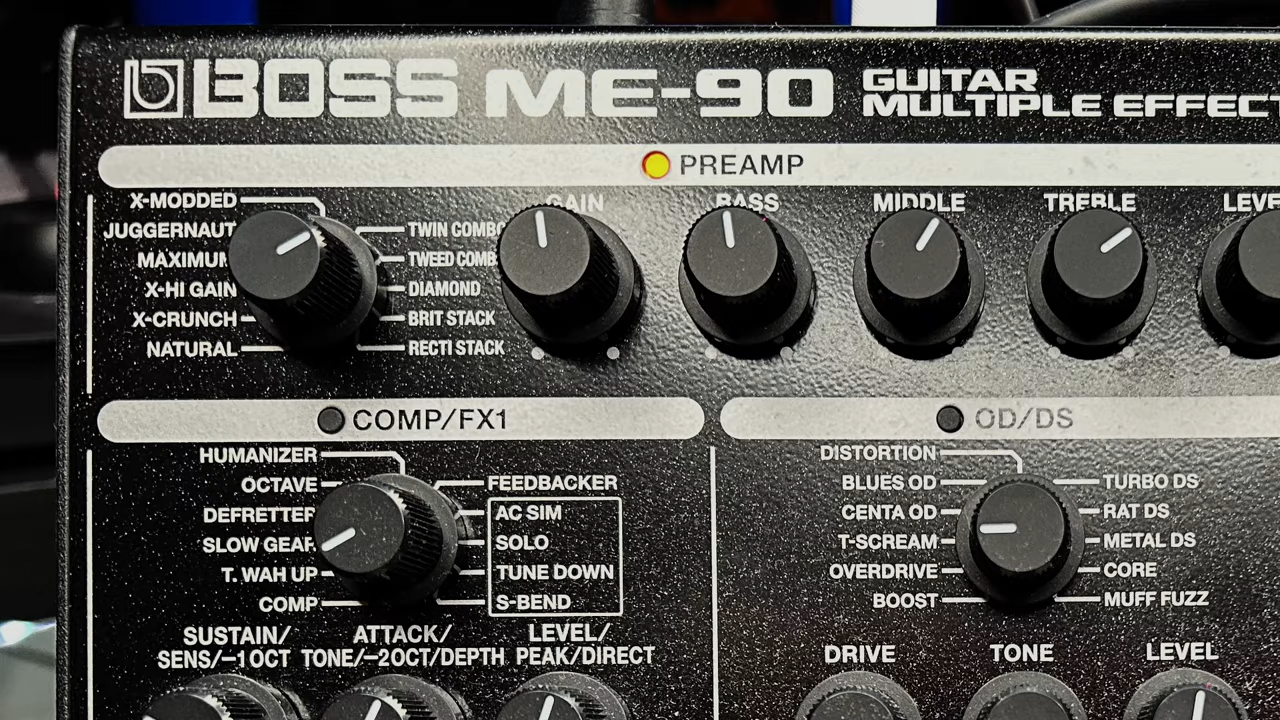 BOSS ME-90 GUITAR
MULTIPLE EFFECT
PREAMP
X-MODDED
JUGGERNAUT
MAXIMUM
X-HI GAIN
X-CRUNCH
NATURAL
TWIN COMBO
TWEED COMB
DIAMOND
BRIT STACK
RECTI STACK
GAIN
BASS
MIDDLE
TREBLE
LEVE
COMP/FX1
HUMANIZER
OCTAVE
DEFRETTER
SLOW GEAR
T. WAH UP
COMP
FEEDBACKER
AC SIM
SOLO
TUNE DOWN
S-BEND
SUSTAIN/
SENS/−1OCT
ATTACK/
TONE/−2OCT/DEPTH
LEVEL/
PEAK/DIRECT
OD/DS
DISTORTION
BLUES OD
CENTA OD
T-SCREAM
OVERDRIVE
BOOST
TURBO DS
RAT DS
METAL DS
CORE
MUFF FUZZ
DRIVE
TONE
LEVEL